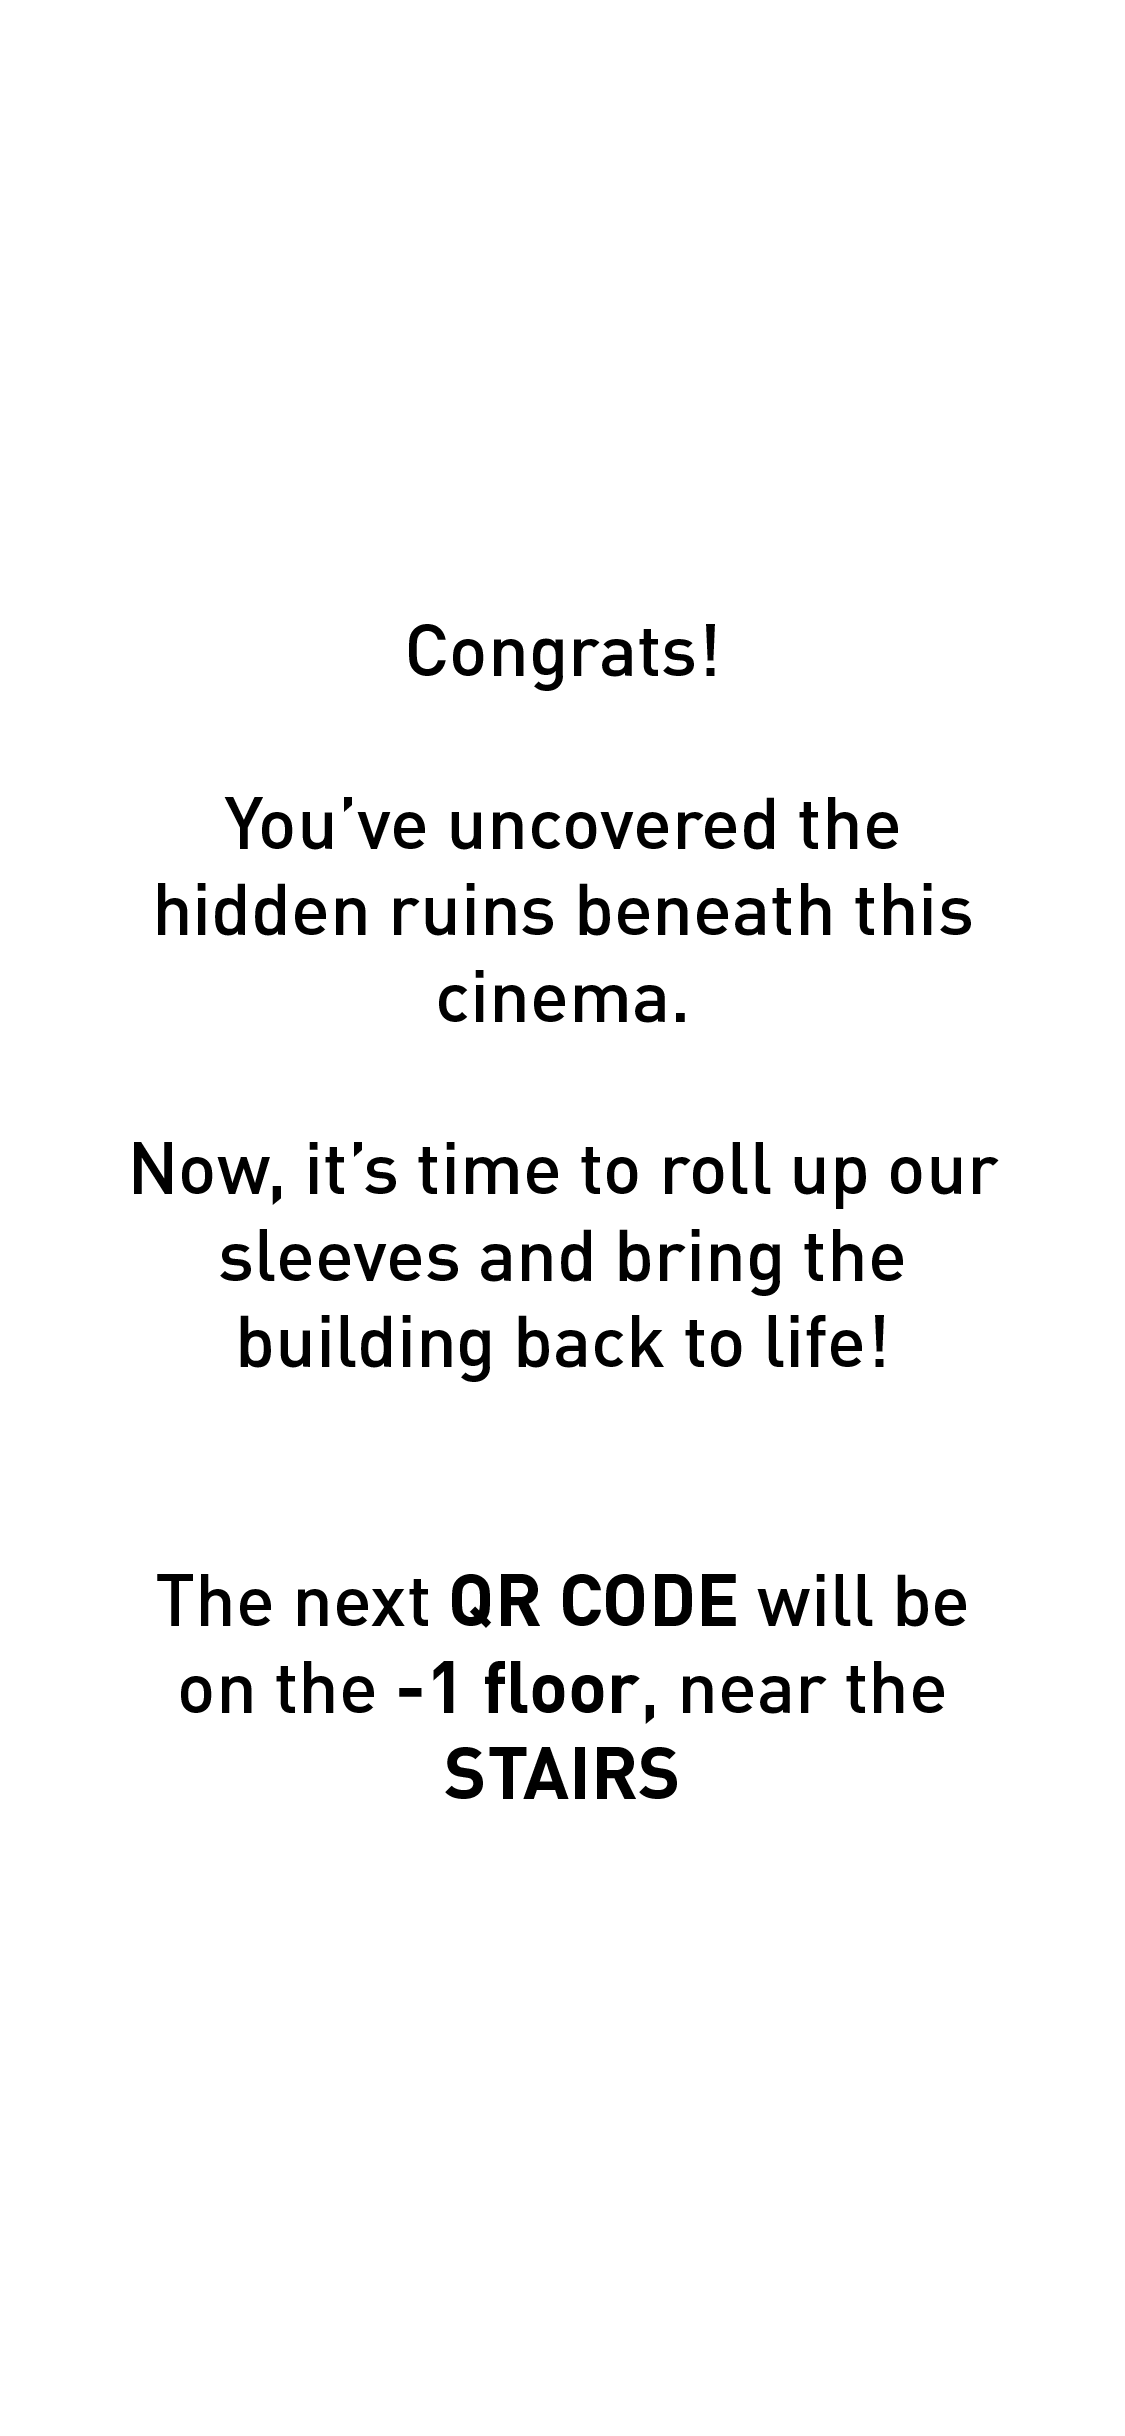 Congrats!
You’ve uncovered the
hidden ruins beneath this
cinema.
Now, it’s time to roll up our
sleeves and bring the
building back to life!
The next QR CODE will be
on the -1 floor, near the
STAIRS